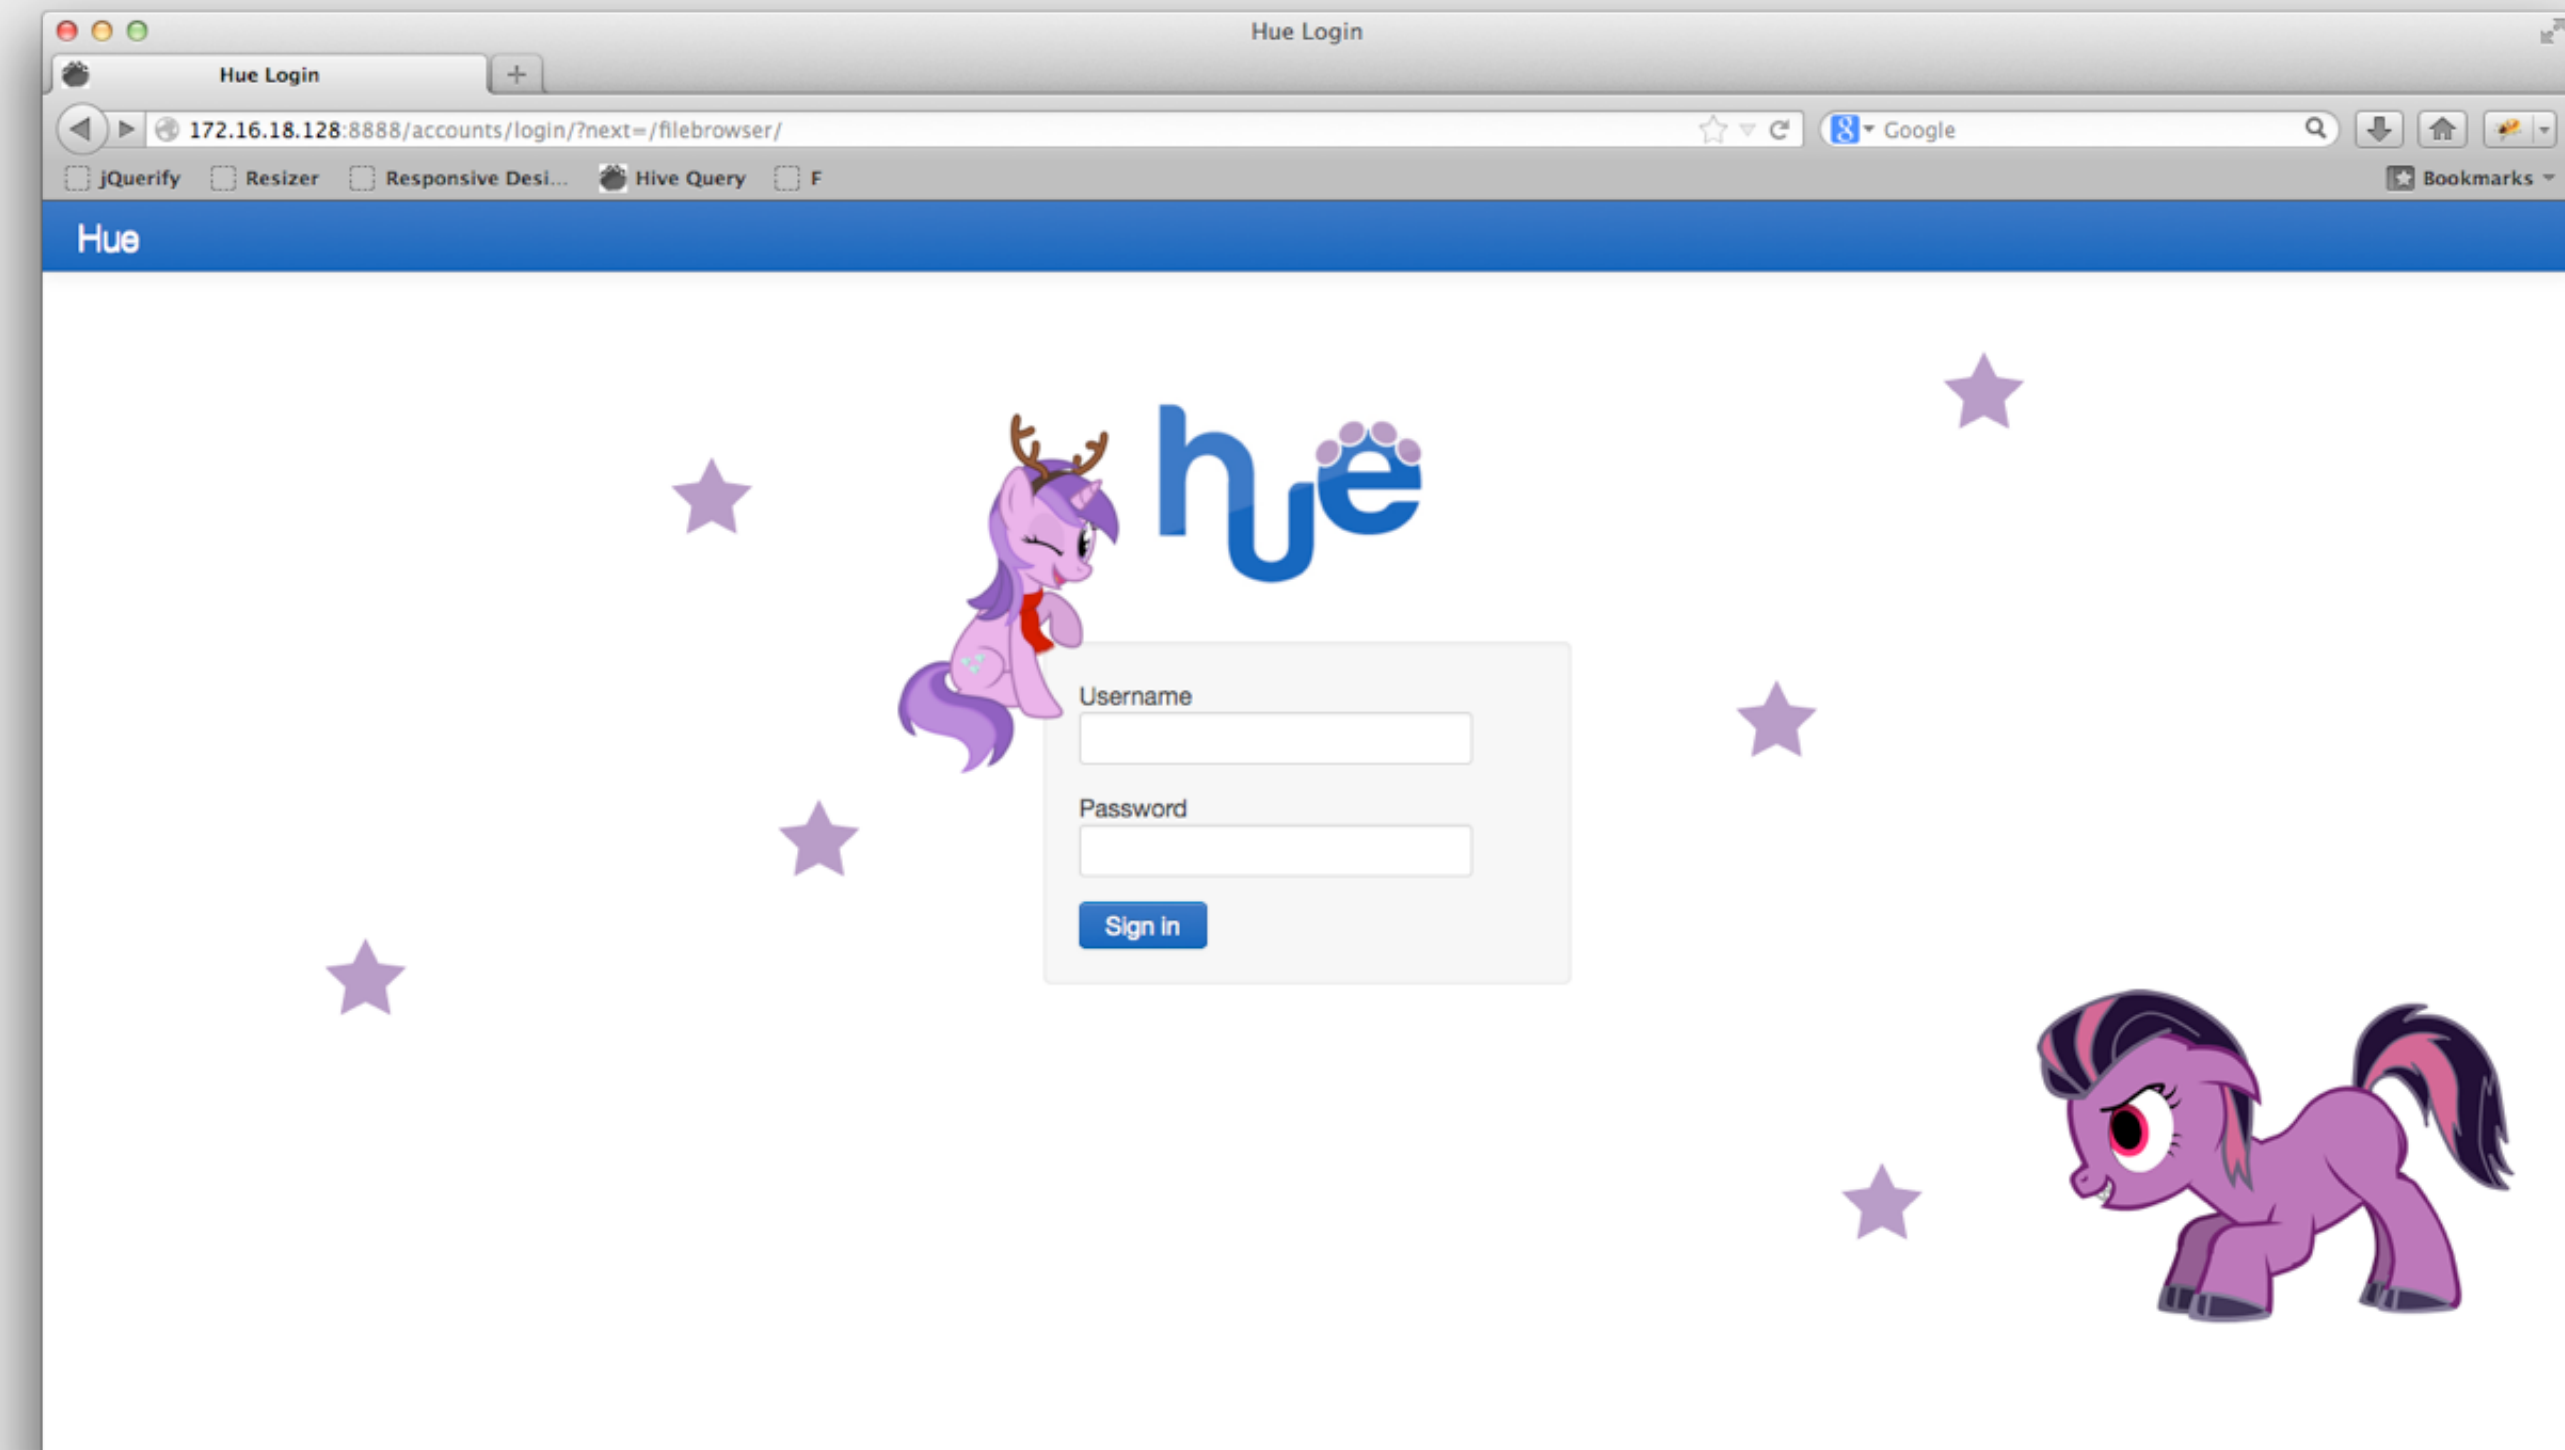 Hue Login
Hue Login
172.16.18.128:8888/accounts/login/?next=/filebrowser/
Google
jQuerify
Resizer
Responsive Desi...
Hive Query
F
Bookmarks
Hue
hue
Username
Password
Sign in